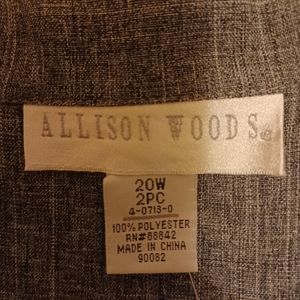 ALLISON WOODS®
20W
2PC
4-0713-0
100% POLYESTER
RN#88842
MADE IN CHINA
90082